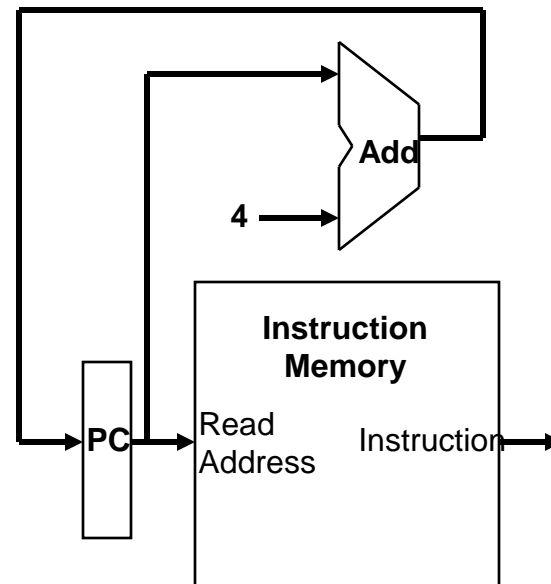 Add
4
Instruction
Memory
PC
Read
Address
Instruction